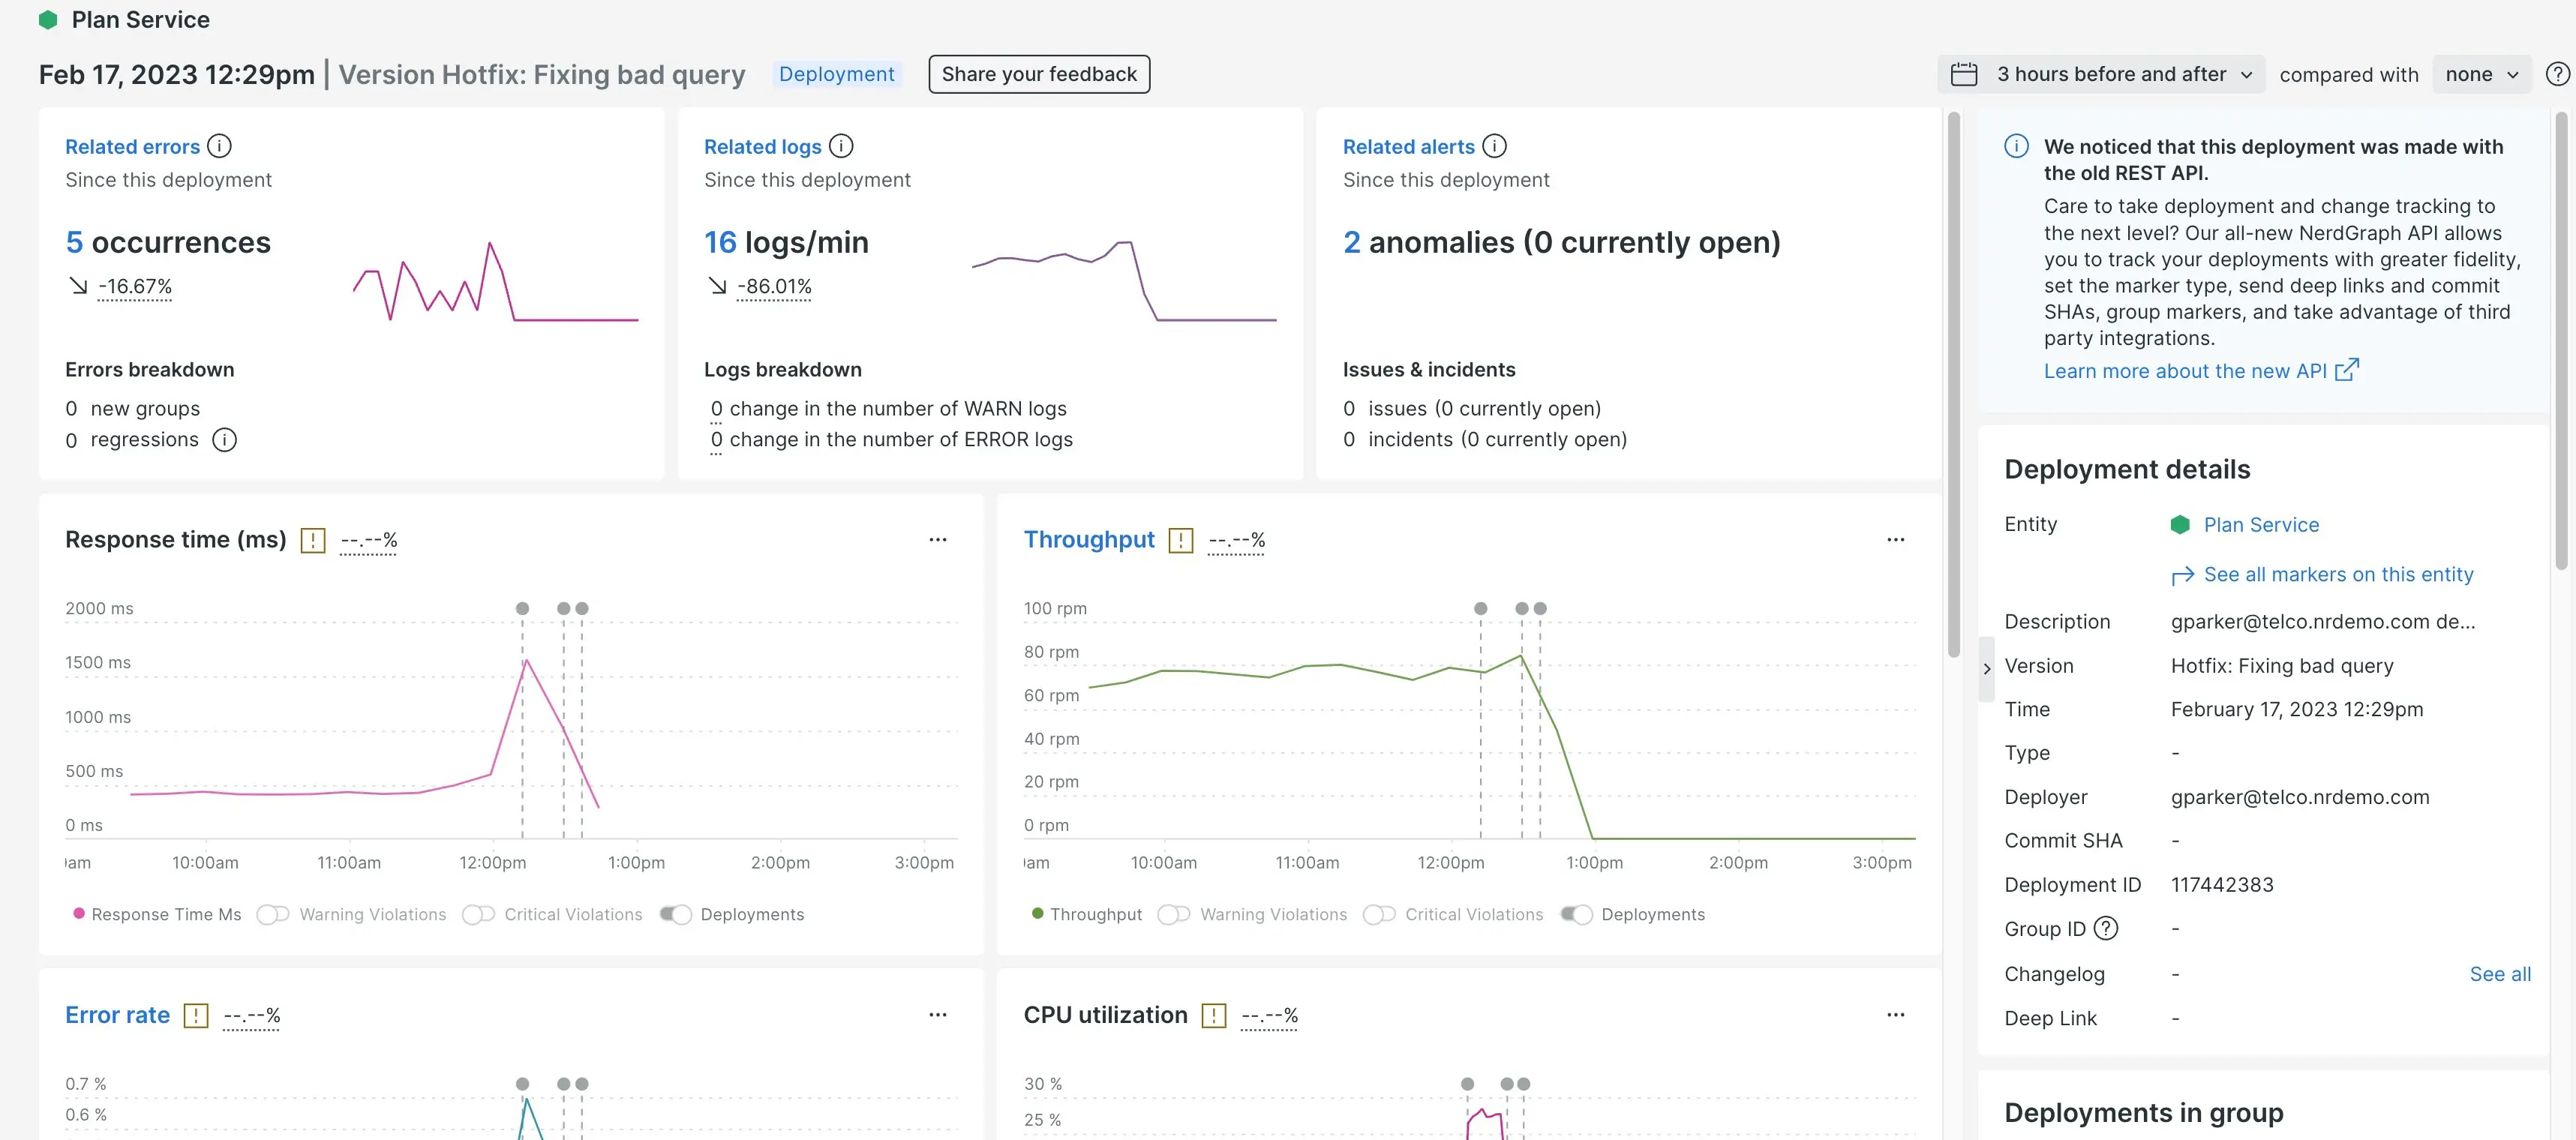 Plan Service
Feb 17, 2023 12:29pm | Version Hotfix: Fixing bad query Deployment Share your feedback
3 hours before and after compared with none
Related errors
Since this deployment
5 occurrences
-16.67%
Errors breakdown
0 new groups
0 regressions
Related logs
Since this deployment
16 logs/min
-86.01%
Logs breakdown
0 change in the number of WARN logs
0 change in the number of ERROR logs
Related alerts
Since this deployment
2 anomalies (0 currently open)
Issues & incidents
0 issues (0 currently open)
0 incidents (0 currently open)
Response time (ms) --.--%
...
2000 ms
1500 ms
1000 ms
500 ms
0 ms
am 10:00am 11:00am 12:00pm 1:00pm 2:00pm 3:00pm
Response Time Ms Warning Violations Critical Violations Deployments
Throughput --.--%
...
100 rpm
80 rpm
60 rpm
40 rpm
20 rpm
0 rpm
am 10:00am 11:00am 12:00pm 1:00pm 2:00pm 3:00pm
Throughput Warning Violations Critical Violations Deployments
Error rate --.--%
...
0.7 %
0.6 %
CPU utilization --.--%
...
30 %
25 %
We noticed that this deployment was made with
the old REST API.
Care to take deployment and change tracking to
the next level? Our all-new NerdGraph API allows
you to track your deployments with greater fidelity,
set the marker type, send deep links and commit
SHAs, group markers, and take advantage of third
party integrations.
Learn more about the new API
Deployment details
Entity Plan Service
See all markers on this entity
Description gparker@telco.nrdemo.com de...
Version Hotfix: Fixing bad query
Time February 17, 2023 12:29pm
Type -
Deployer gparker@telco.nrdemo.com
Commit SHA -
Deployment ID 117442383
Group ID -
Changelog - See all
Deep Link -
Deployments in group